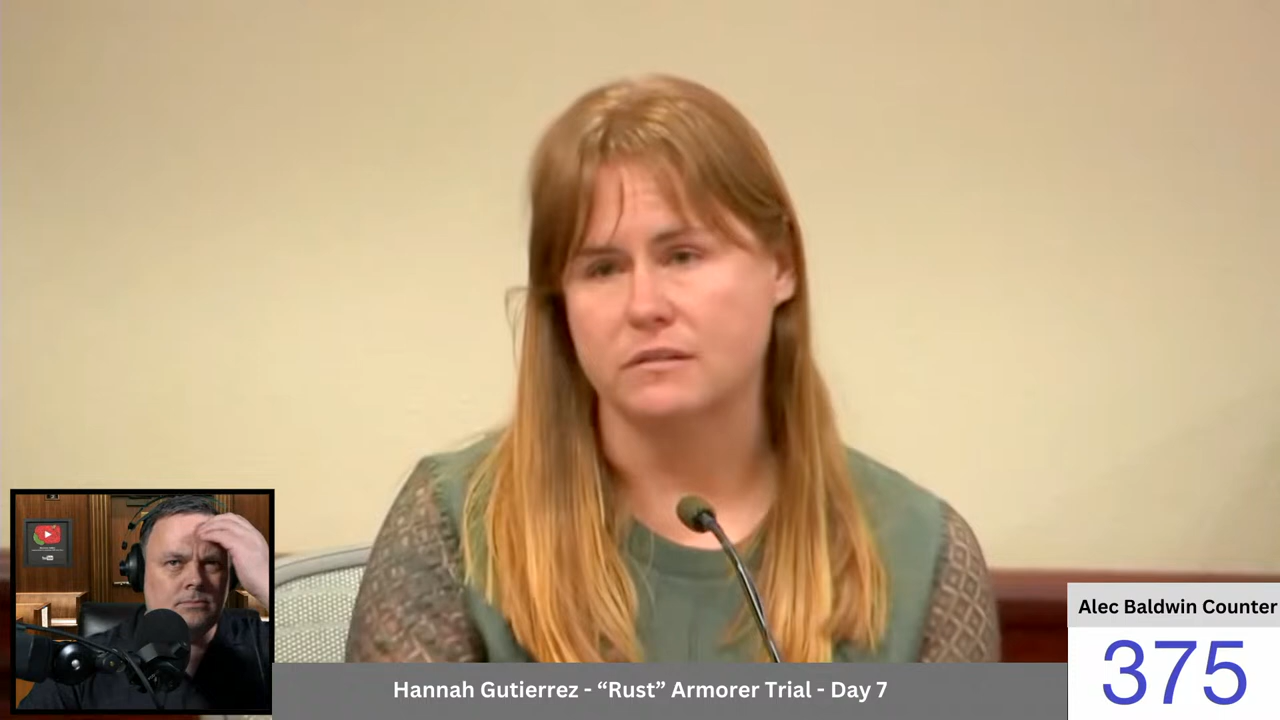 Alec Baldwin Counter
375
Hannah Gutierrez - “Rust” Armorer Trial - Day 7